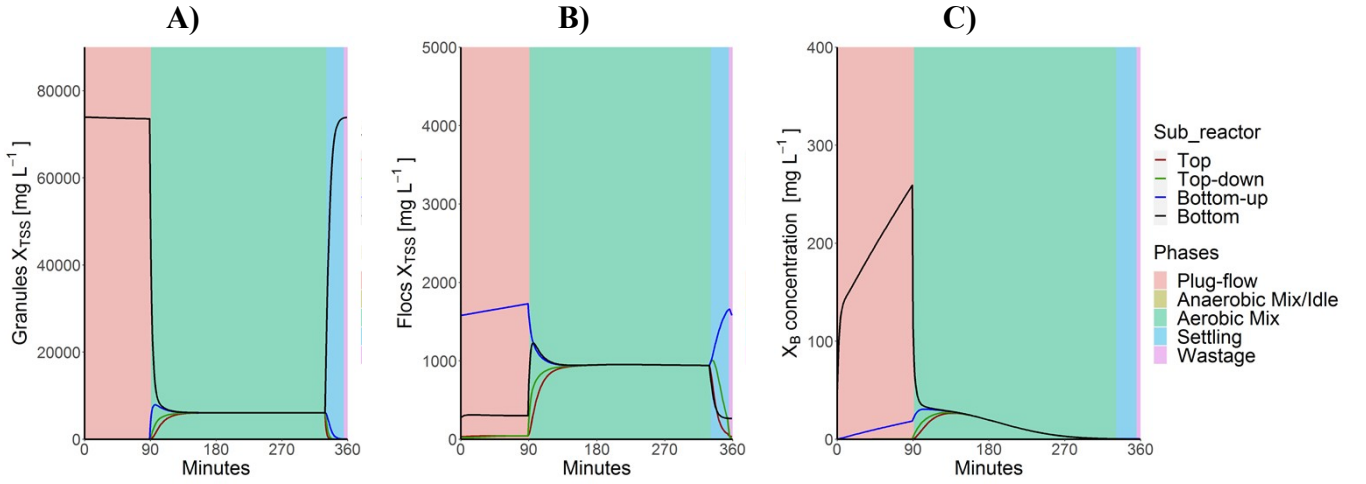 A)
Granules X_TSS [mg L⁻¹ ]
80000
60000
40000
20000
0
0 90 180 270 360
Minutes
B)
Flocs X_TSS [mg L⁻¹ ]
5000
4000
3000
2000
1000
0
0 90 180 270 360
Minutes
C)
X_B concentration [mg L⁻¹ ]
400
300
200
100
0
0 90 180 270 360
Minutes
Sub_reactor
Top
Top-down
Bottom-up
Bottom
Phases
Plug-flow
Anaerobic Mix/Idle
Aerobic Mix
Settling
Wastage